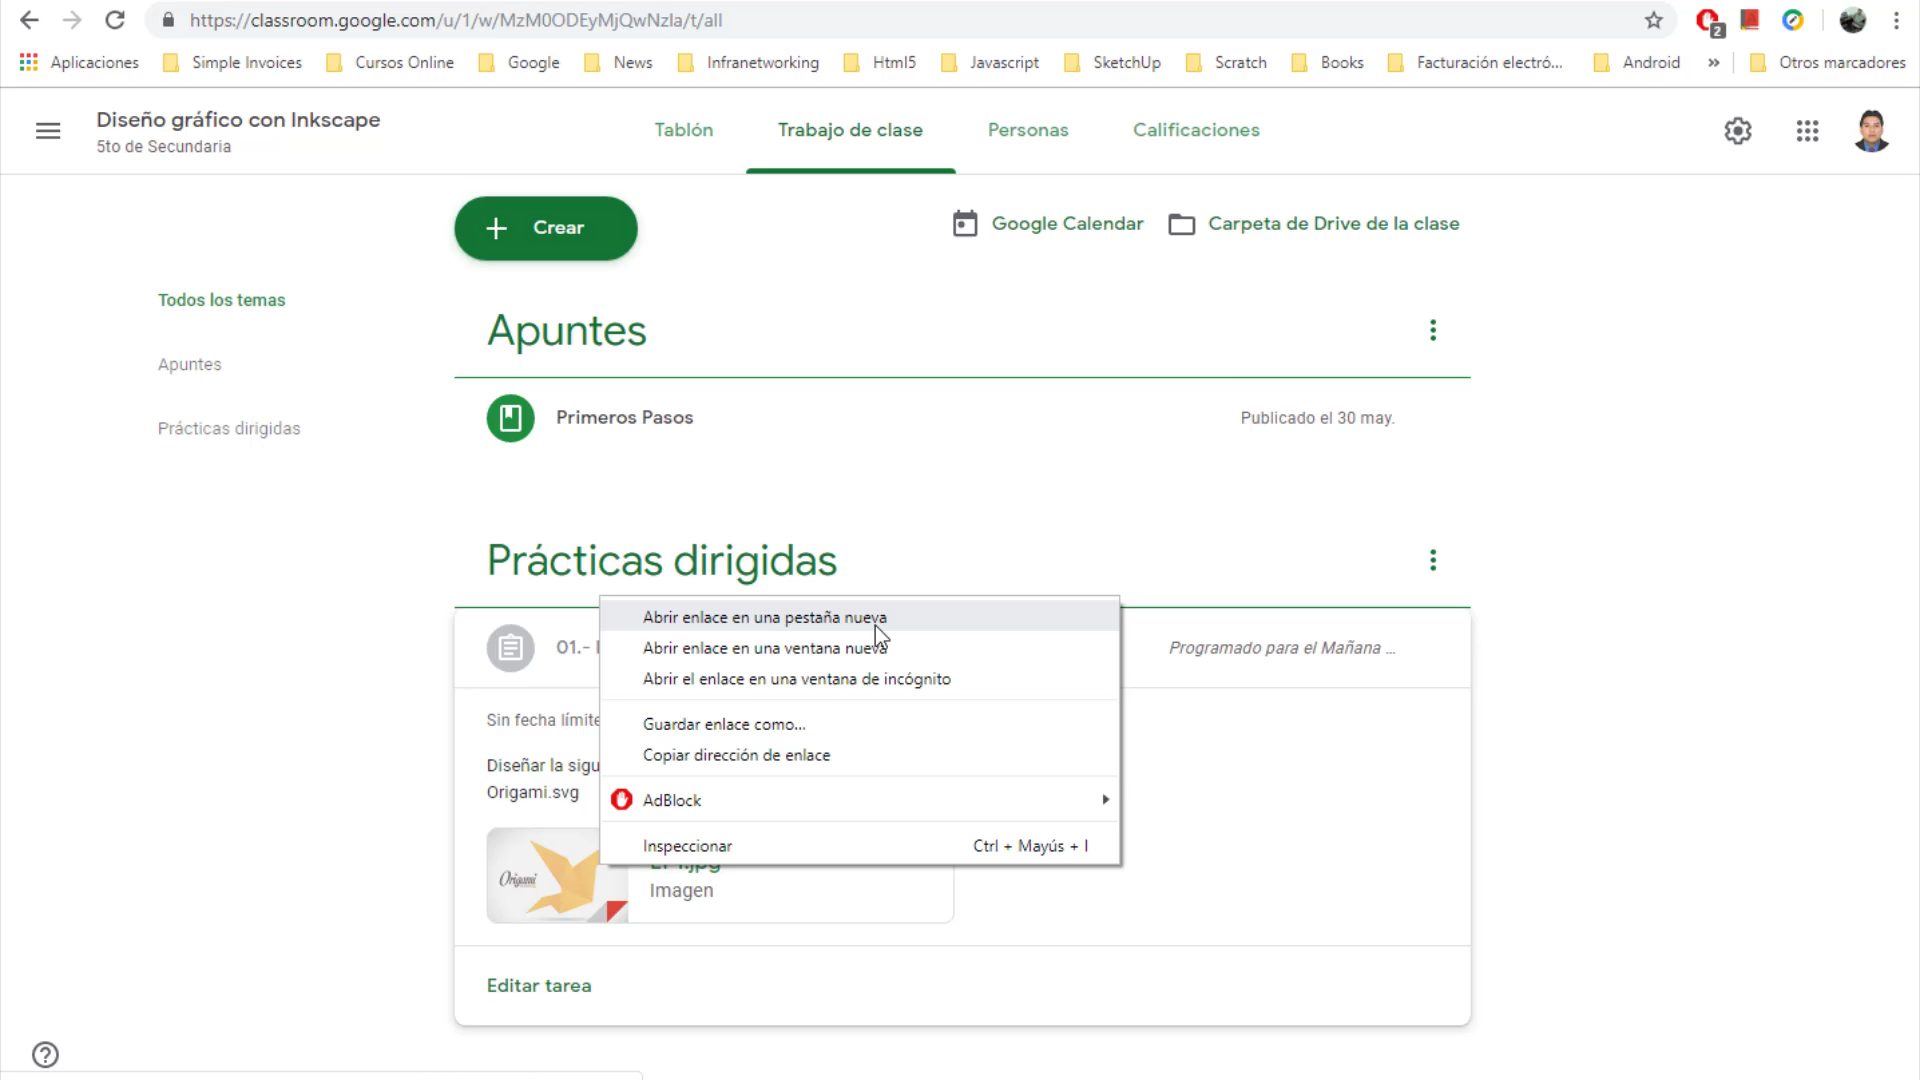 https://classroom.google.com/u/1/w/MzM0ODEyMjQwNzla/t/all
2
Aplicaciones Simple Invoices Cursos Online Google News Infranetworking Html5 Javascript SketchUp Scratch Books Facturación electró... Android » Otros marcadores
Diseño gráfico con Inkscape
5to de Secundaria
Tablón Trabajo de clase Personas Calificaciones
+ Crear
Google Calendar Carpeta de Drive de la clase
Todos los temas
Apuntes
Prácticas dirigidas
Apuntes
Primeros Pasos Publicado el 30 may.
Prácticas dirigidas
01.- Programado para el Mañana ...
Sin fecha límite
Diseñar la sigu
Origami.svg
Abrir enlace en una pestaña nueva
Abrir enlace en una ventana nueva
Abrir el enlace en una ventana de incógnito
Guardar enlace como...
Copiar dirección de enlace
AdBlock
Inspeccionar Ctrl + Mayús + I
Origami
Imagen
Editar tarea